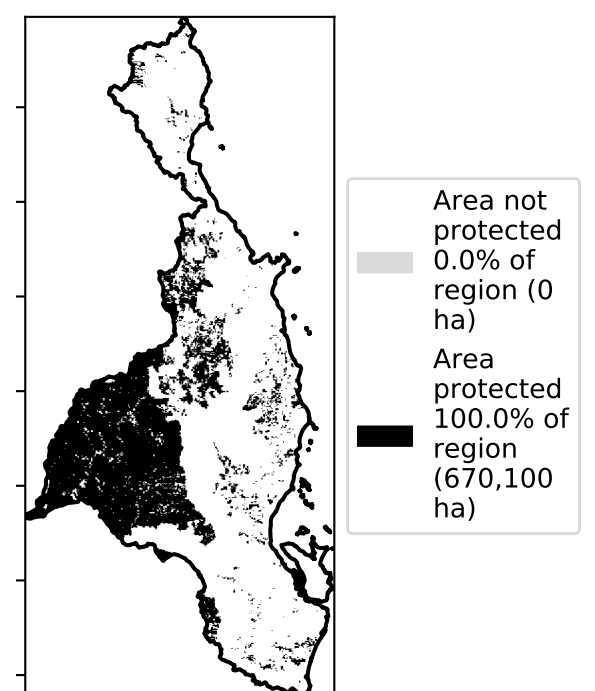 Area not
protected
0.0% of
region (0
ha)
Area
protected
100.0% of
region
(670,100
ha)